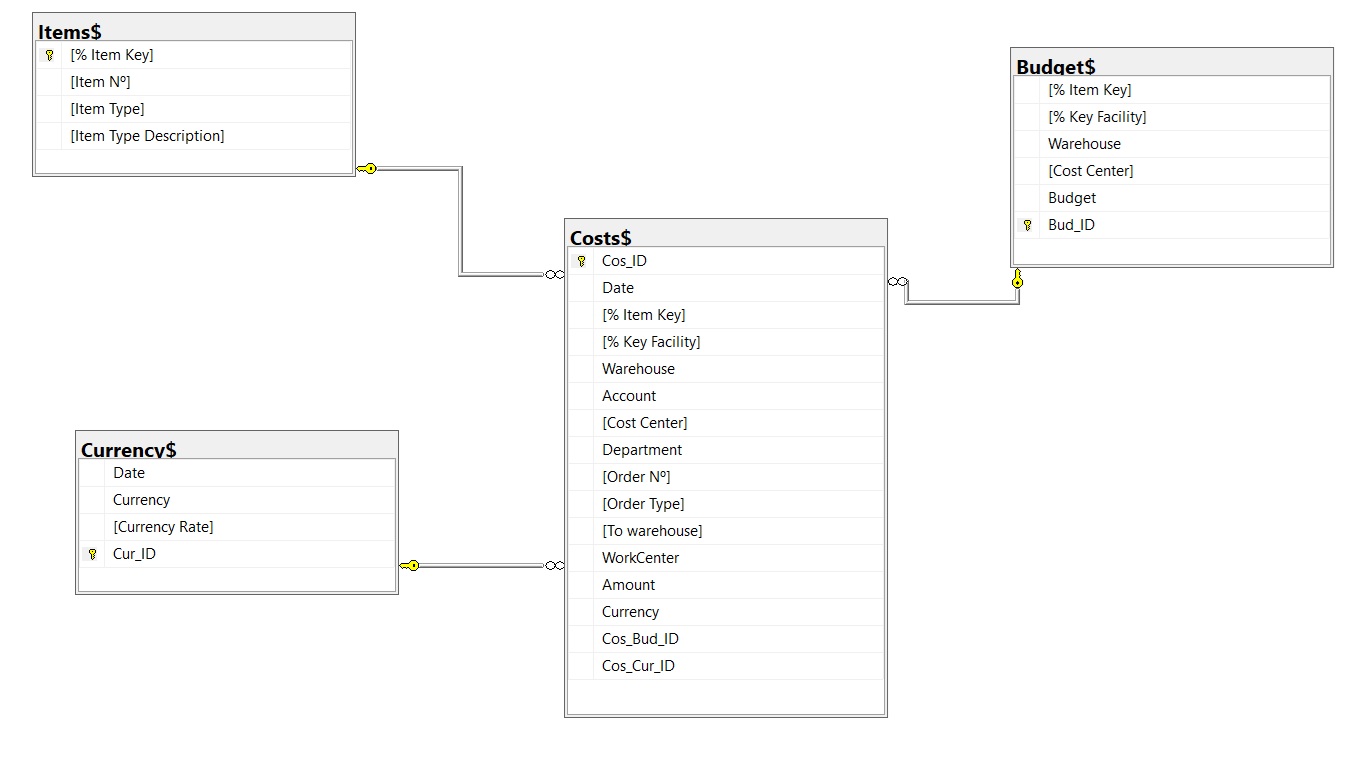 Items$
[% Item Key]
[Item Nº]
[Item Type]
[Item Type Description]
Budget$
[% Item Key]
[% Key Facility]
Warehouse
[Cost Center]
Budget
Bud_ID
Costs$
Cos_ID
Date
[% Item Key]
[% Key Facility]
Warehouse
Account
[Cost Center]
Department
[Order Nº]
[Order Type]
[To warehouse]
WorkCenter
Amount
Currency
Cos_Bud_ID
Cos_Cur_ID
Currency$
Date
Currency
[Currency Rate]
Cur_ID